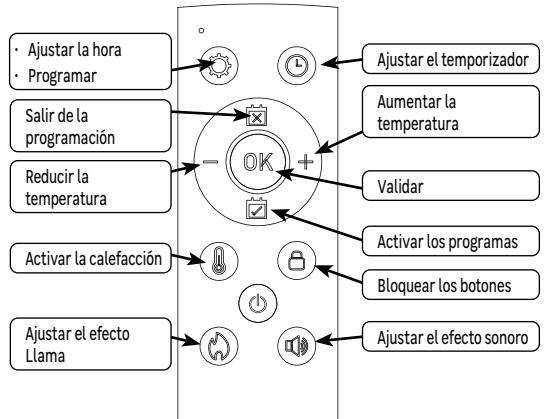 · Ajustar la hora
· Programar
Ajustar el temporizador
Salir de la
programación
Aumentar la
temperatura
OK
Reducir la
temperatura
Validar
Activar los programas
Activar la calefacción
Bloquear los botones
Ajustar el efecto
Llama
Ajustar el efecto sonoro